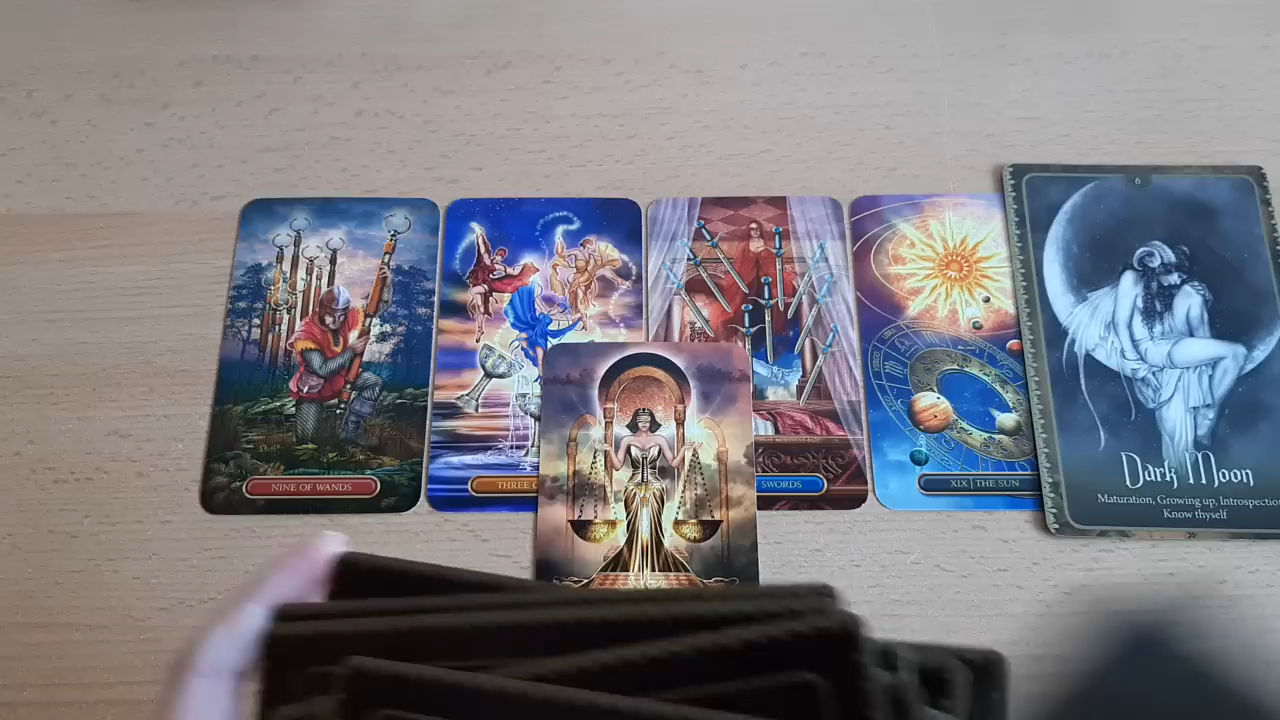 NINE OF WANDS
THREE
SWORDS
XIX | THE SUN
6
Dark Moon
Maturation, Growing up, Introspection
Know thyself